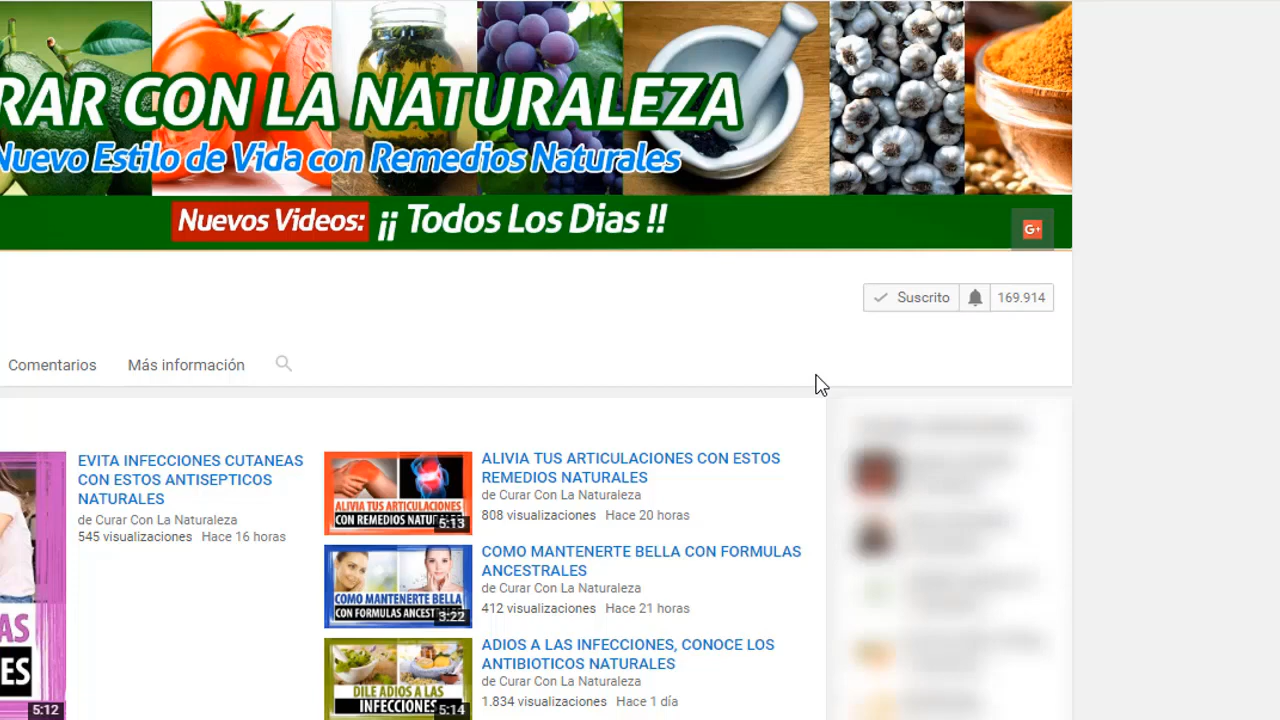 RAR CON LA NATURALEZA
Nuevo Estilo de Vida con Remedios Naturales
Nuevos Videos: ¡¡ Todos Los Dias !!
G+
Suscrito 169.914
Comentarios Más información
EVITA INFECCIONES CUTANEAS
CON ESTOS ANTISEPTICOS
NATURALES
de Curar Con La Naturaleza
545 visualizaciones Hace 16 horas
AS
ES
5:12
ALIVIA TUS ARTICULACIONES
CON REMEDIOS
5:13
ALIVIA TUS ARTICULACIONES CON ESTOS
REMEDIOS NATURALES
de Curar Con La Naturaleza
808 visualizaciones Hace 20 horas
COMO MANTENERTE BELLA
CON FORMULAS
3:22
COMO MANTENERTE BELLA CON FORMULAS
ANCESTRALES
de Curar Con La Naturaleza
412 visualizaciones Hace 21 horas
DILE ADIOS A LAS
INFECCIONES
5:14
ADIOS A LAS INFECCIONES, CONOCE LOS
ANTIBIOTICOS NATURALES
de Curar Con La Naturaleza
1.834 visualizaciones Hace 1 día